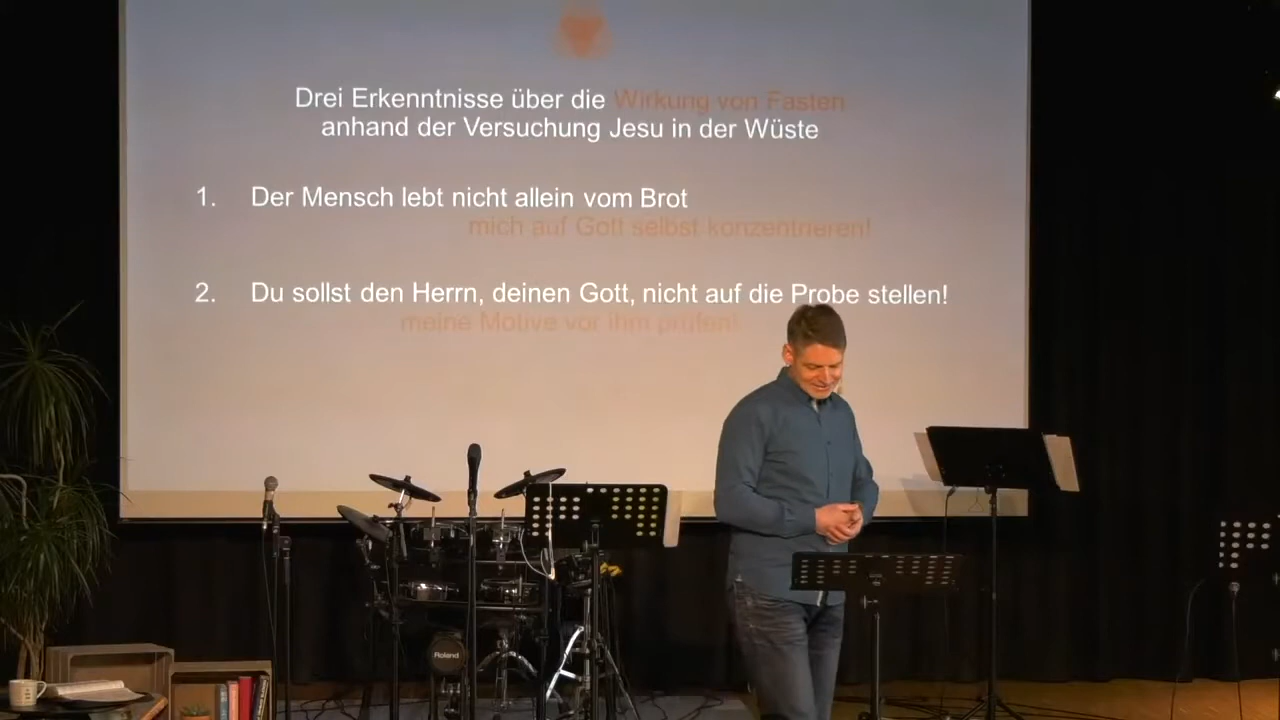 Drei Erkenntnisse über die Wirkung von Fasten
anhand der Versuchung Jesu in der Wüste
1. Der Mensch lebt nicht allein vom Brot
mich auf Gott selbst konzentrieren!
2. Du sollst den Herrn, deinen Gott, nicht auf die Probe stellen!
meine Motive vor ihm prüfen!
Roland